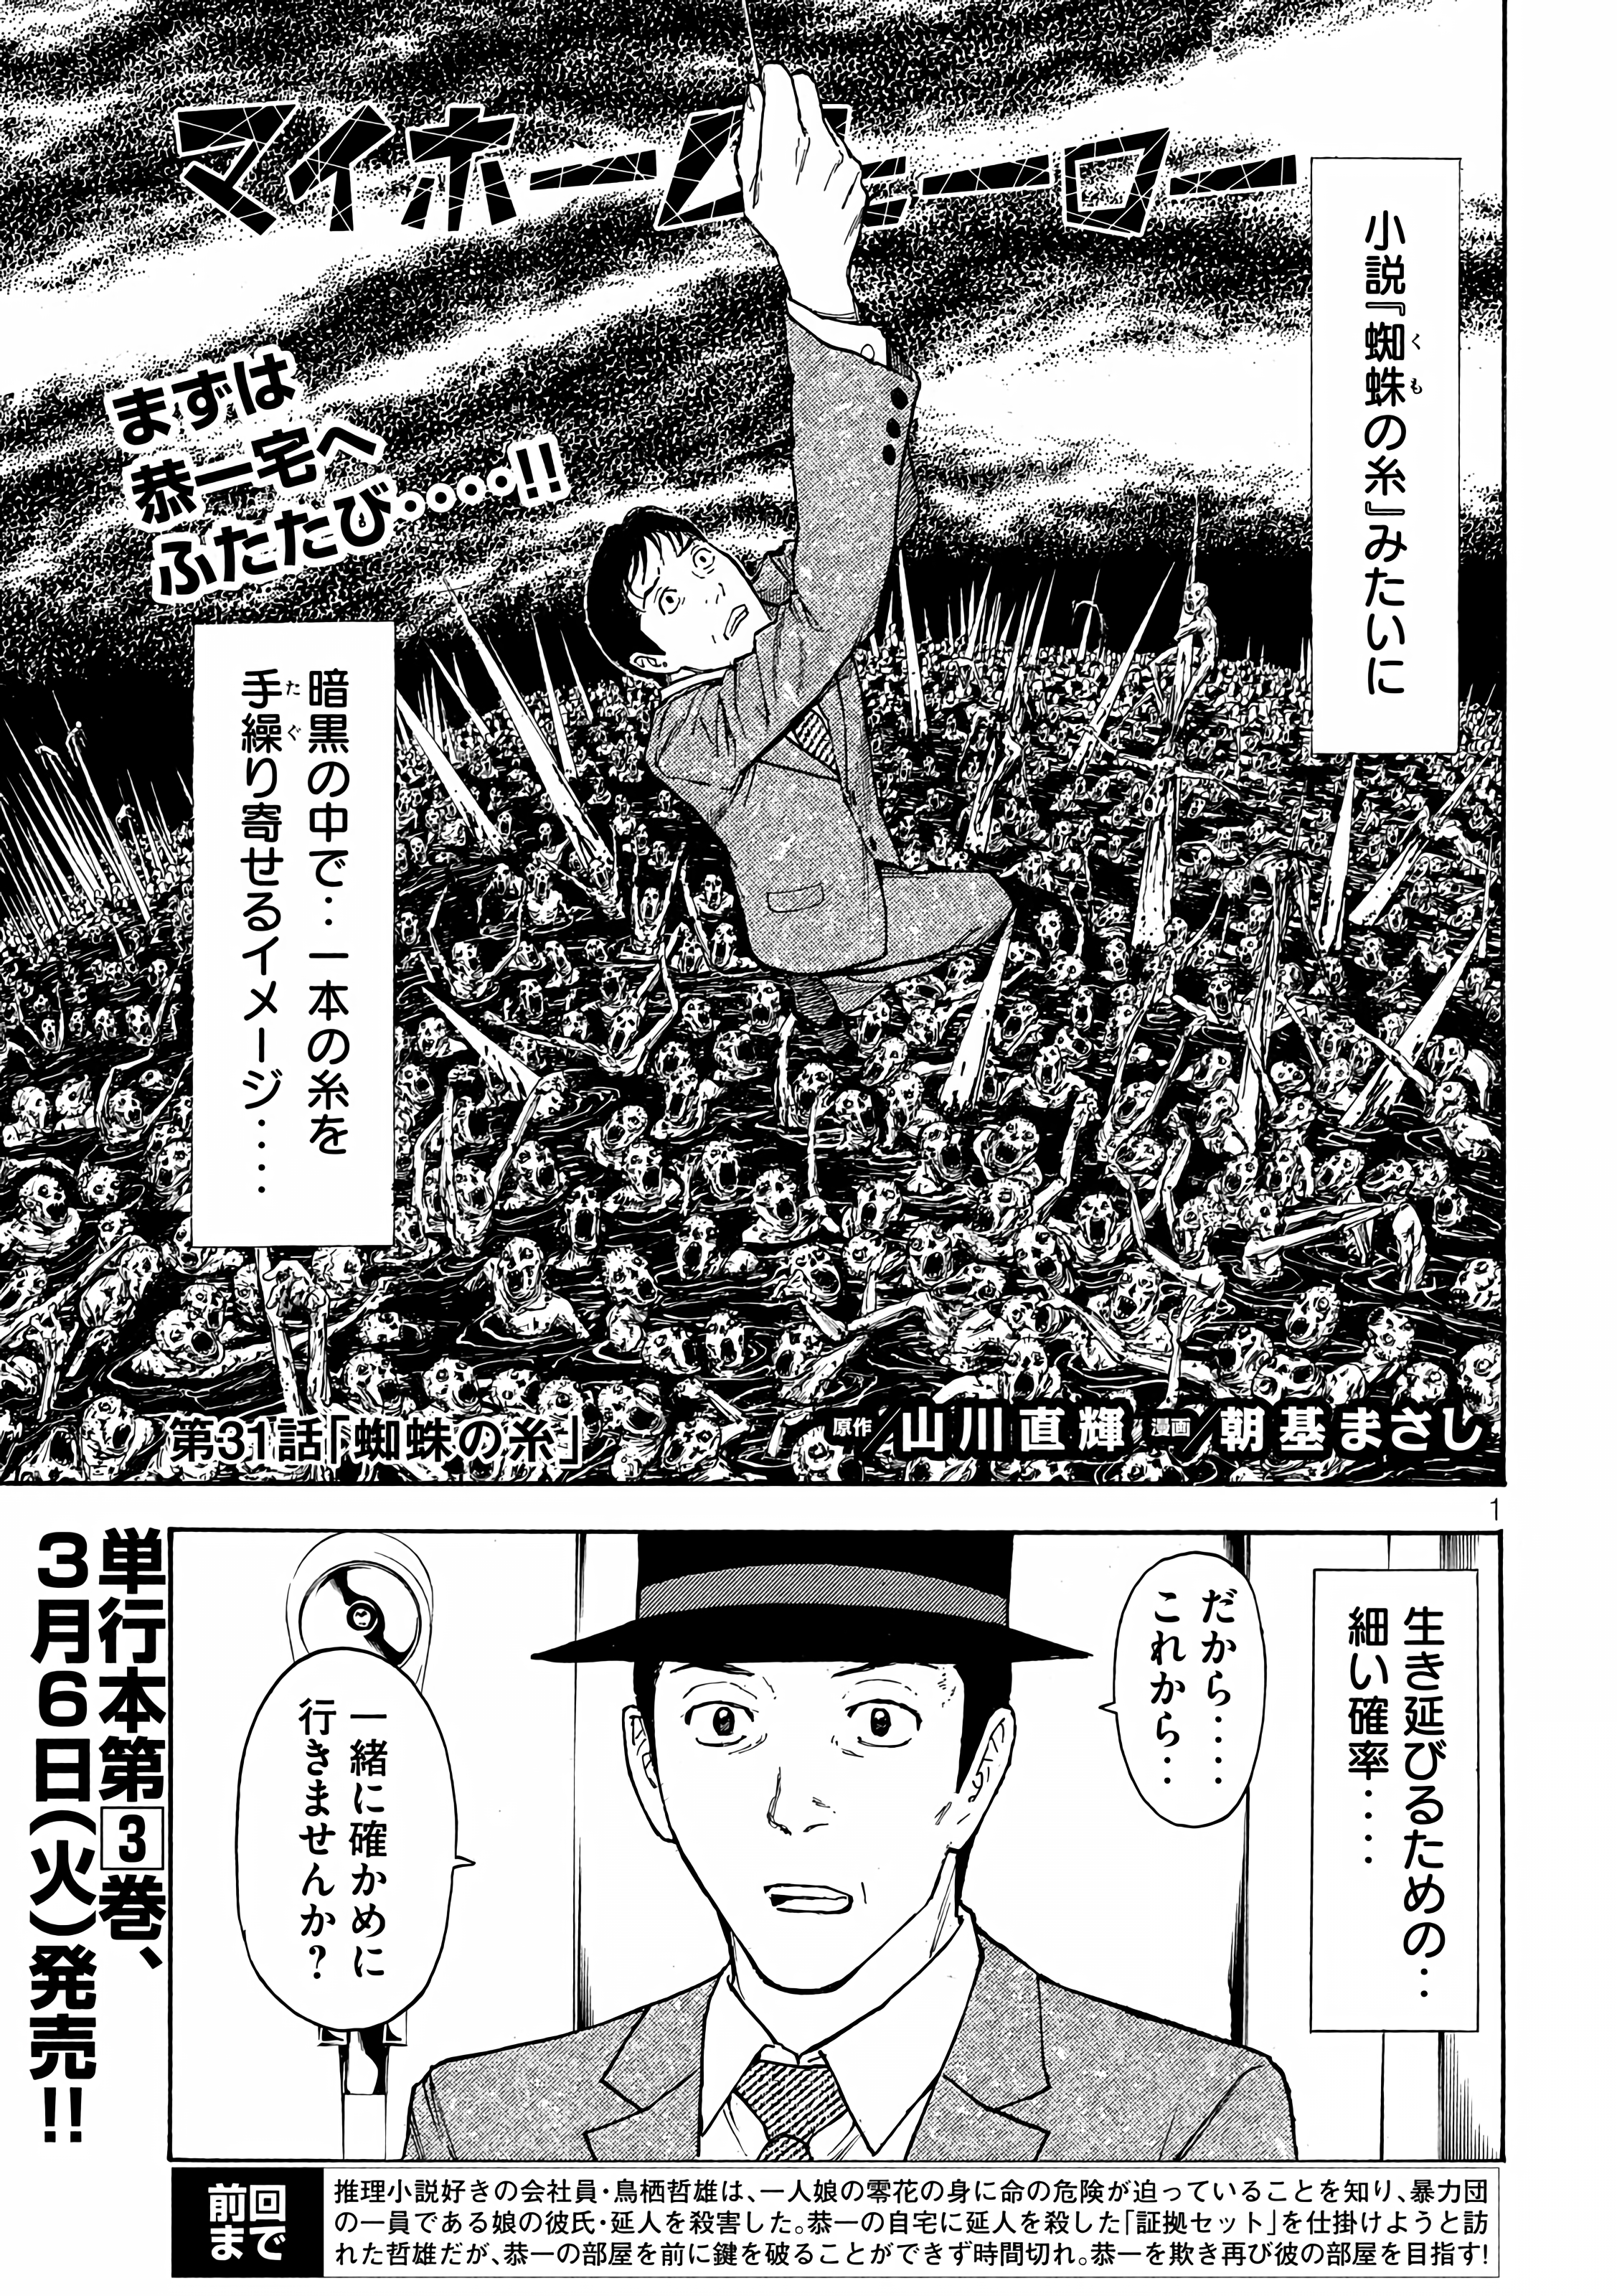 マイホームヒーロー
小説『蜘蛛の糸』みたいに
くも
まずは
恭一宅へ
ふたたび‥‥!!
暗黒の中で‥一本の糸を
手繰り寄せるイメージ‥‥
たぐ
第31話「蜘蛛の糸」
原作/山川直輝 漫画/朝基まさし
1
生き延びるための‥
細い確率‥‥
だから‥‥
これから‥
一緒に確かめに
行きませんか?
単行本第3巻、
3月6日(火)発売!!
前回
まで
推理小説好きの会社員・鳥栖哲雄は、一人娘の零花の身に命の危険が迫っていることを知り、暴力団
の一員である娘の彼氏・延人を殺害した。恭一の自宅に延人を殺した「証拠セット」を仕掛けようと訪
れた哲雄だが、恭一の部屋を前に鍵を破ることができず時間切れ。恭一を欺き再び彼の部屋を目指す!